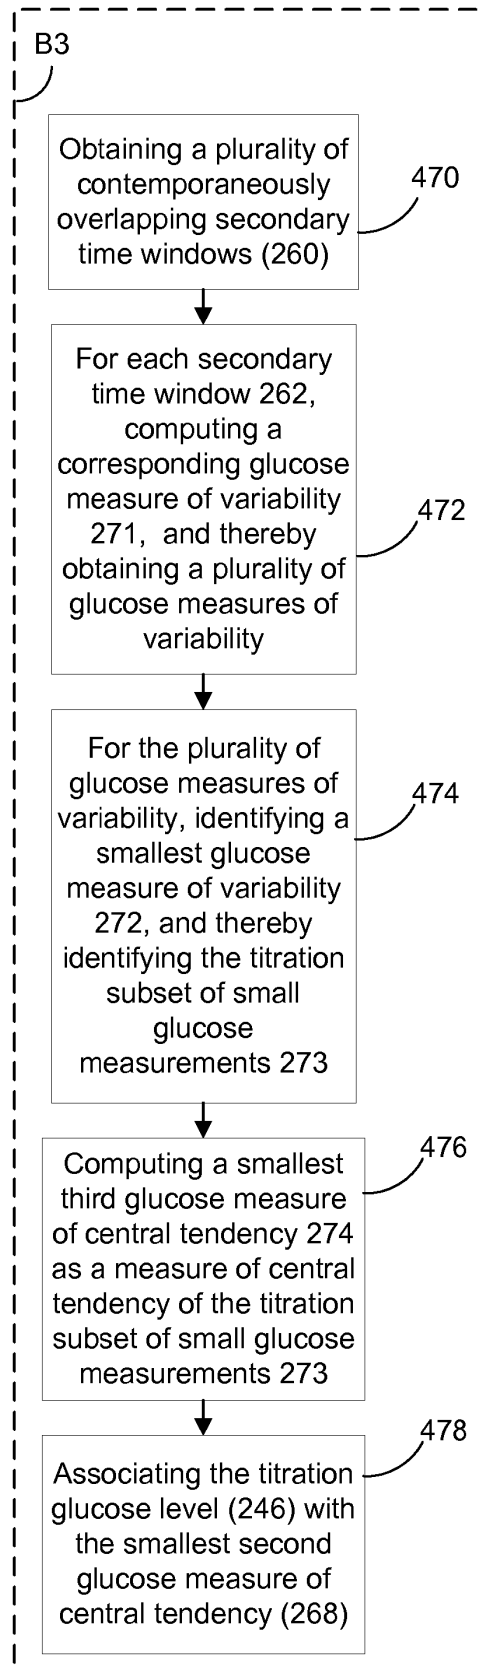 B3
Obtaining a plurality of
contemporaneously
overlapping secondary
time windows (260)
470
For each secondary
time window 262,
computing a
corresponding glucose
measure of variability
271,  and thereby
obtaining a plurality of
glucose measures of
variability
472
For the plurality of
glucose measures of
variability, identifying a
smallest glucose
measure of variability
272, and thereby
identifying the titration
subset of small
glucose
measurements 273
474
Computing a smallest
third glucose measure
of central tendency 274
as a measure of central
tendency of the titration
subset of small glucose
measurements 273
476
Associating the titration
glucose level (246) with
the smallest second
glucose measure of
central tendency (268)
478